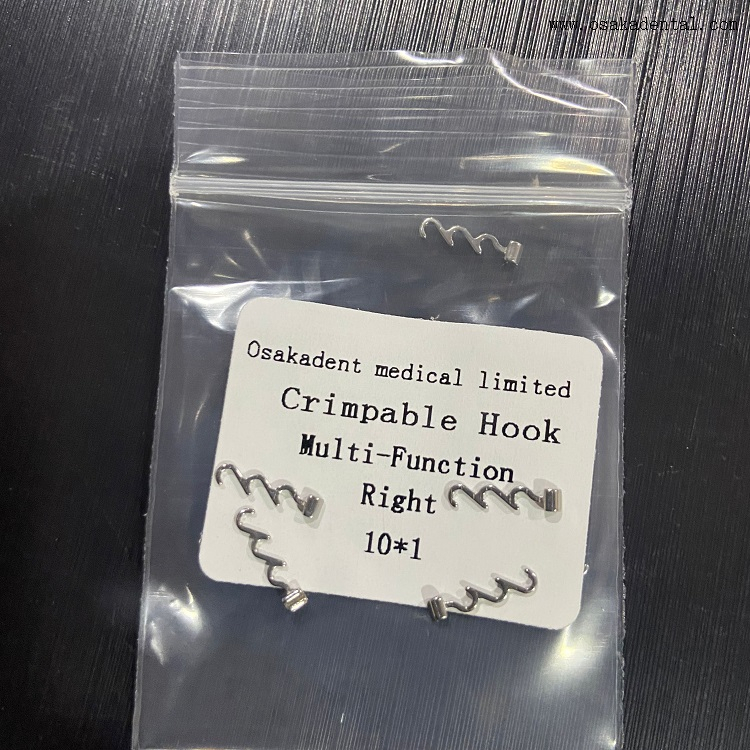 www.osakadental.com
Osakadent medical limited
Crimpable Hook
Multi-Function
Right
10*1